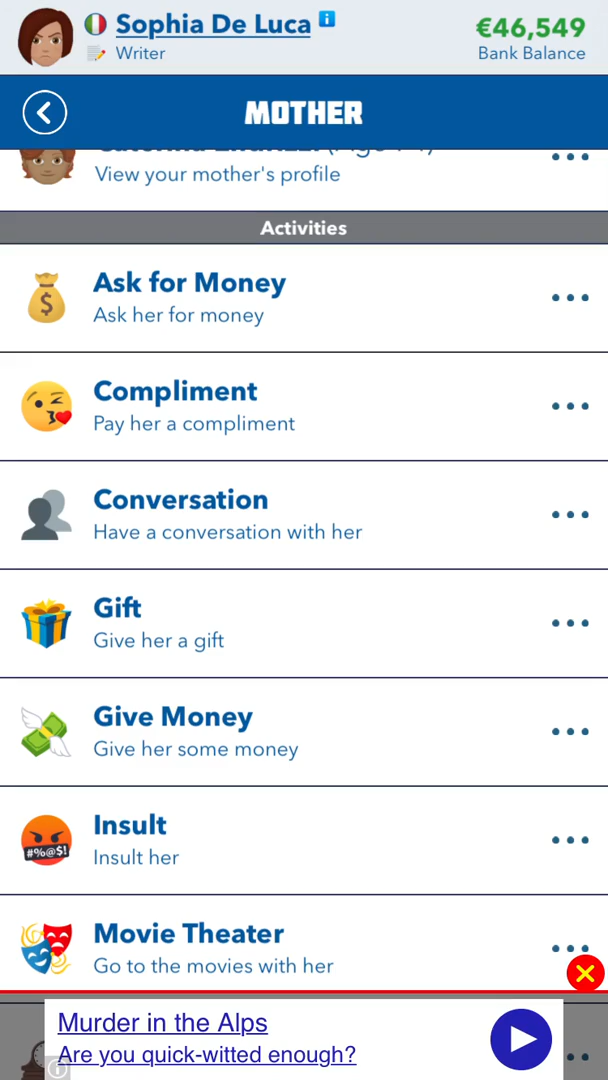 Sophia De Luca
€46,549
Writer
Bank Balance
MOTHER
View your mother's profile
Activities
Ask for Money
Ask her for money
Compliment
Pay her a compliment
Conversation
Have a conversation with her
Gift
Give her a gift
Give Money
Give her some money
#%@$!
Insult
Insult her
Movie Theater
Go to the movies with her
Murder in the Alps
Are you quick-witted enough?